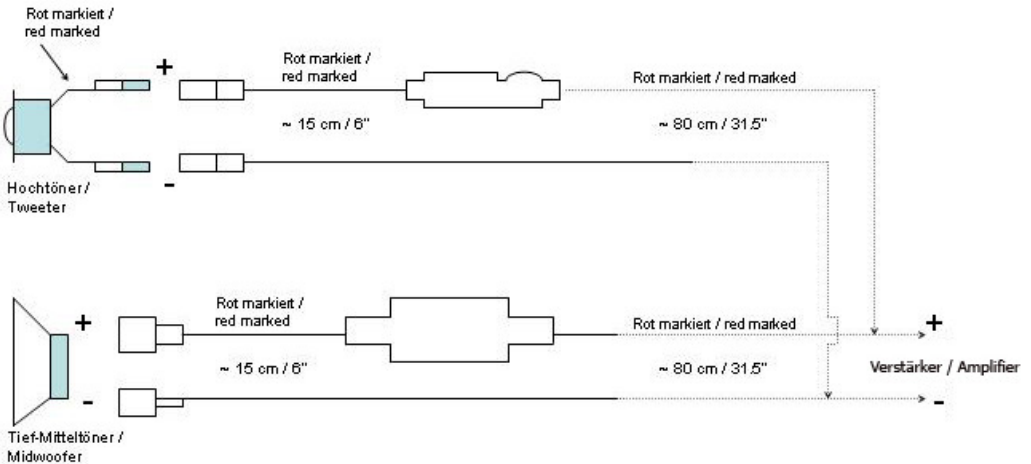 Rot markiert /
red marked
+
Rot markiert /
red marked
Rot markiert / red marked
~ 15 cm / 6"
~ 80 cm / 31.5"
-
Hochtöner /
Tweeter
Rot markiert /
red marked
+
Rot markiert / red marked
+
~ 15 cm / 6"
~ 80 cm / 31.5"
Verstärker / Amplifier
-
-
Tief-Mitteltöner /
Midwoofer